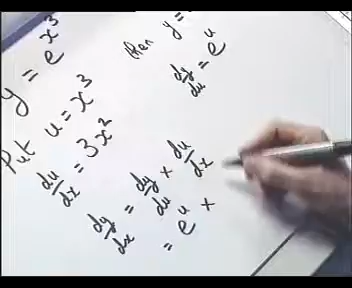 y = e^{x^3}
Put u = x^3
du/dx = 3x^2
then y =
dy/du = e^u
dy/dx = dy/du × du/dx
= e^u ×